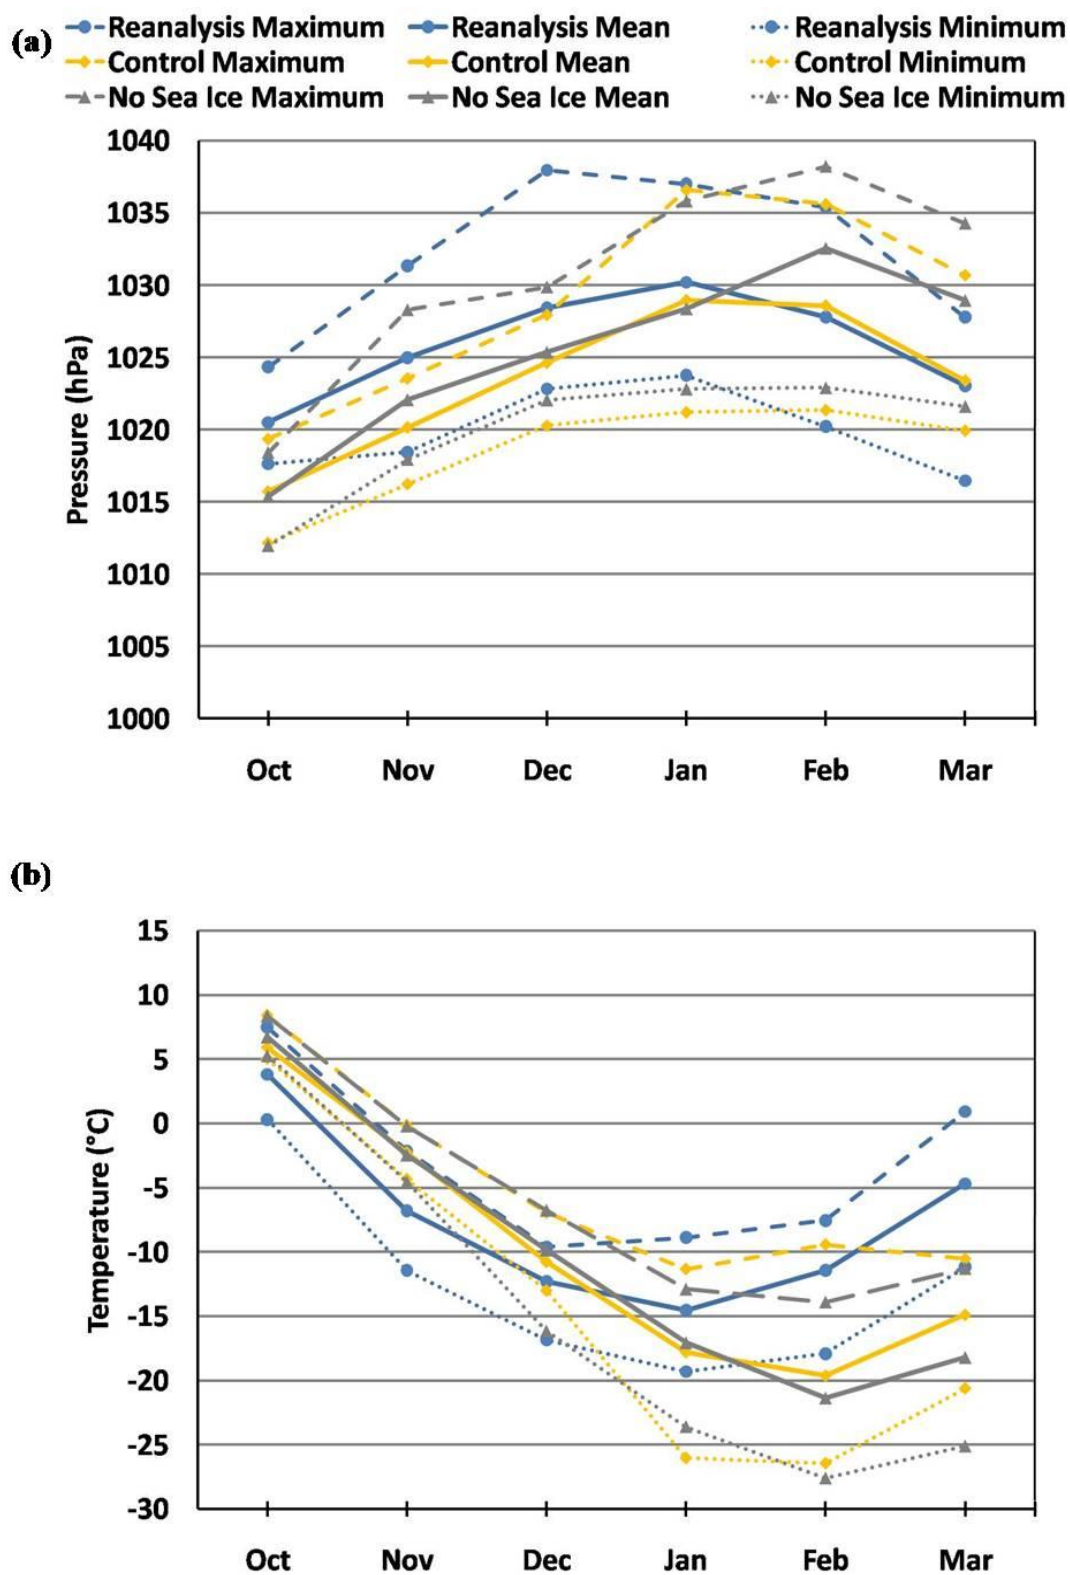 (a)
Reanalysis Maximum Reanalysis Mean Reanalysis Minimum
Control Maximum Control Mean Control Minimum
No Sea Ice Maximum No Sea Ice Mean No Sea Ice Minimum
1040
1035
1030
1025
1020
1015
1010
1005
1000
Pressure (hPa)
Oct Nov Dec Jan Feb Mar
(b)
15
10
5
0
-5
-10
-15
-20
-25
-30
Temperature (°C)
Oct Nov Dec Jan Feb Mar